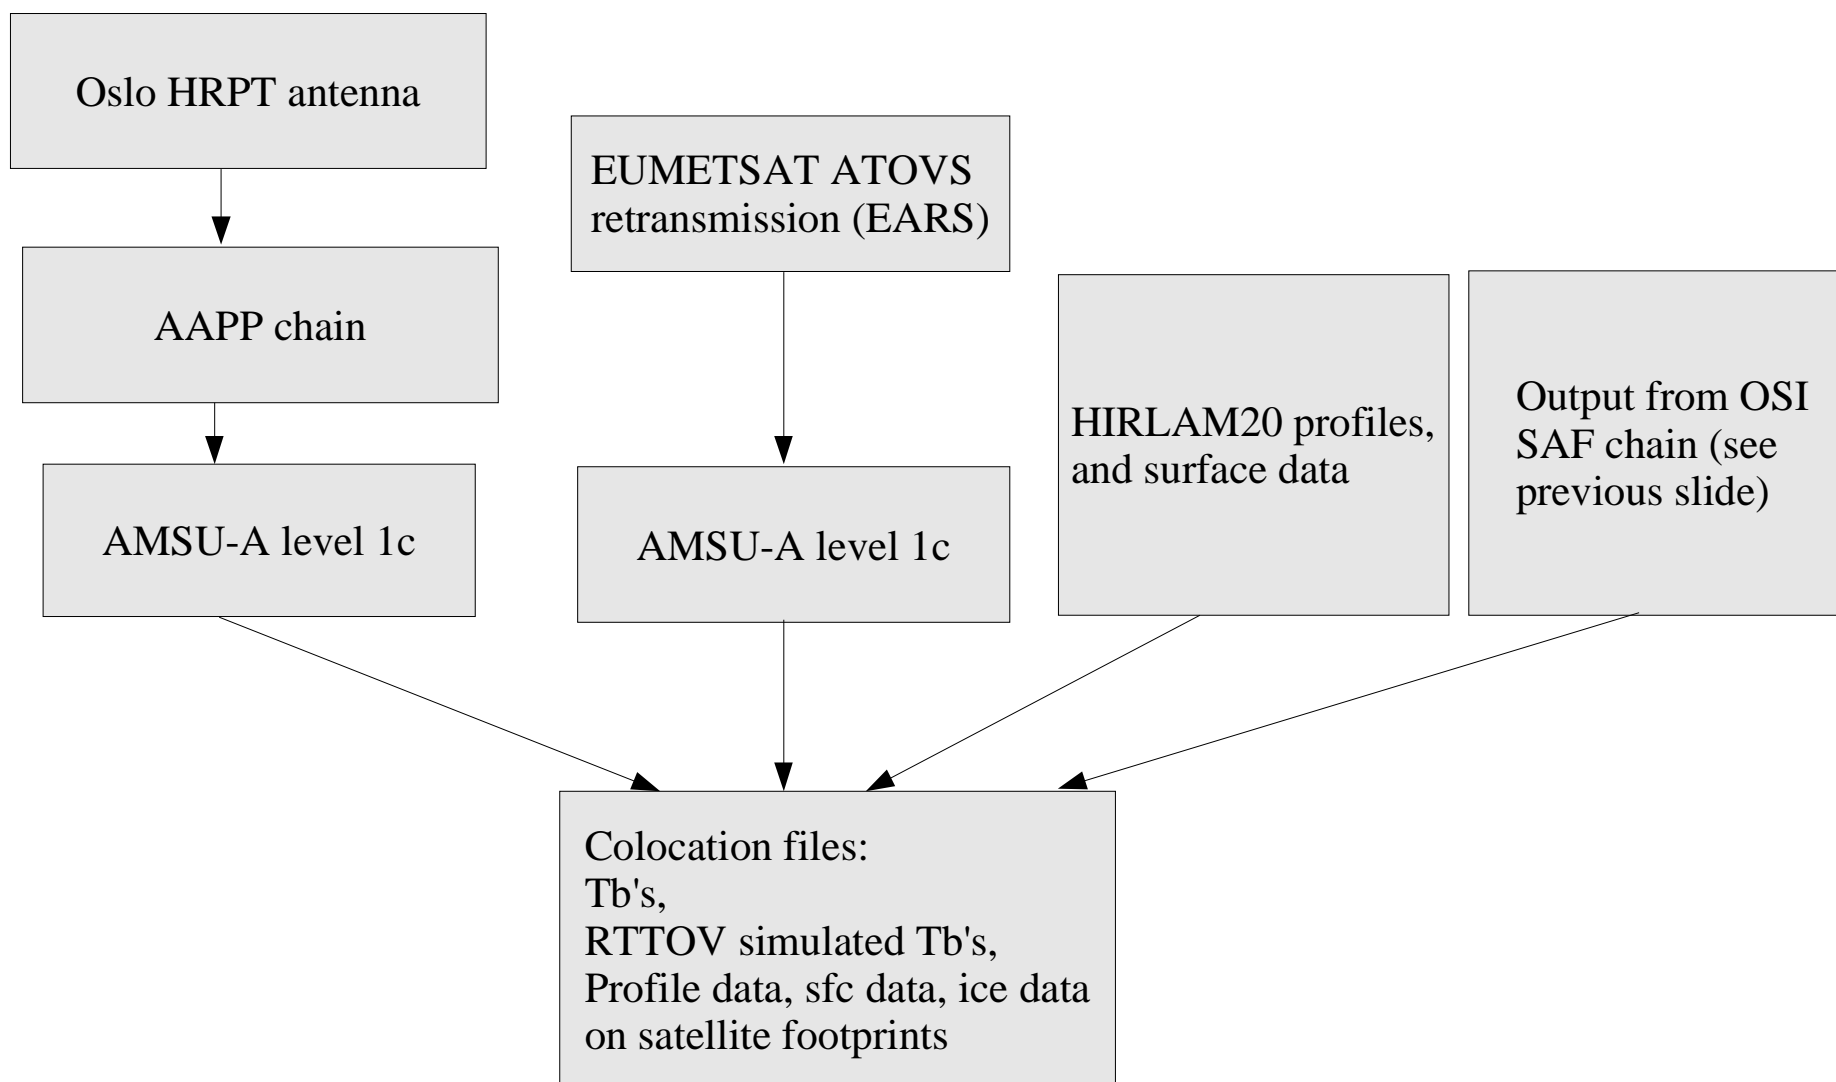 Oslo HRPT antenna
EUMETSAT ATOVS
retransmission (EARS)
AAPP chain
HIRLAM20 profiles,
and surface data
Output from OSI
SAF chain (see
previous slide)
AMSU-A level 1c
AMSU-A level 1c
Colocation files:
Tb's,
RTTOV simulated Tb's,
Profile data, sfc data, ice data
on satellite footprints